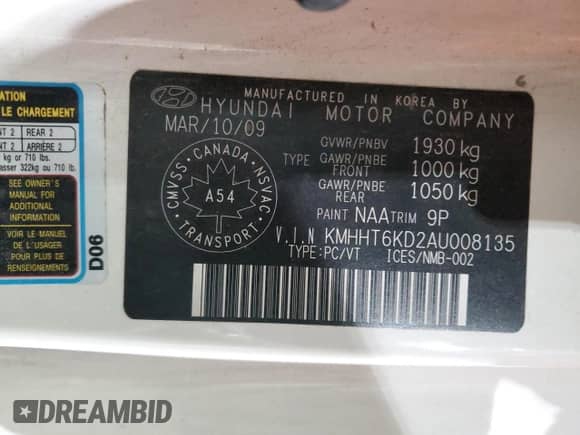 ATION
LE CHARGEMENT
NT 2 REAR 2
NT 2 ARRIÈRE 2
kg or 710 lbs.
asser 322kg ou 710 lb.
SEE OWNER'S
MANUAL FOR
ADDITIONAL
INFORMATION
VOIR LE MANUEL
DE L'USAGER
POUR PLUS DE
D06
MANUFACTURED IN KOREA BY
HYUNDAI MOTOR COMPANY
MAR/10/09
GVWR/PNBV 1930 kg
TYPE GAWR/PNBE FRONT 1000 kg
GAWR/PNBE REAR 1050 kg
PAINT NAA TRIM 9P
V.I.N KMHHT6KD2AU008135
TYPE:PC/VT ICES/NMB-002
CANADA
CMVSS NSVAC
A54
TRANSPORT
DREAMBID